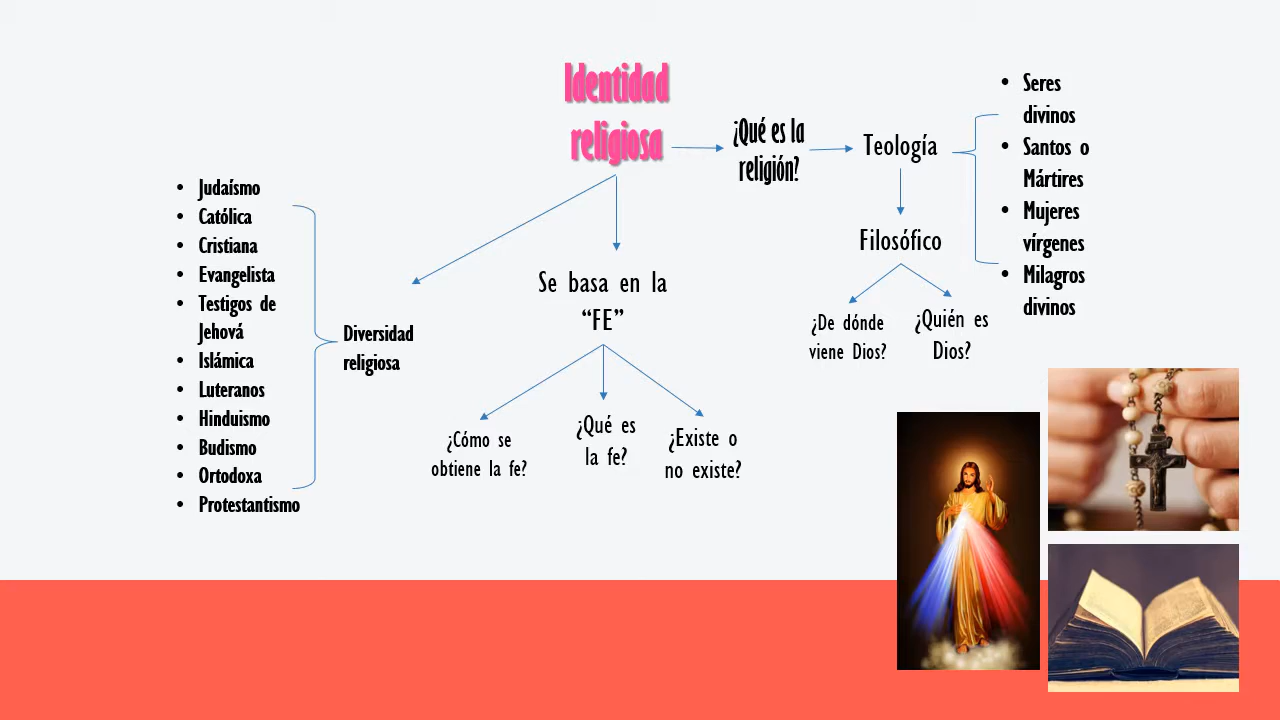 Identidad
religiosa
¿Qué es la
religión?
Teología
• Seres
divinos
• Santos o
Mártires
• Mujeres
vírgenes
• Milagros
divinos
Filosófico
¿De dónde
viene Dios?
¿Quién es
Dios?
Se basa en la
“FE”
¿Cómo se
obtiene la fe?
¿Qué es
la fe?
¿Existe o
no existe?
Diversidad
religiosa
• Judaísmo
• Católica
• Cristiana
• Evangelista
• Testigos de
Jehová
• Islámica
• Luteranos
• Hinduismo
• Budismo
• Ortodoxa
• Protestantismo